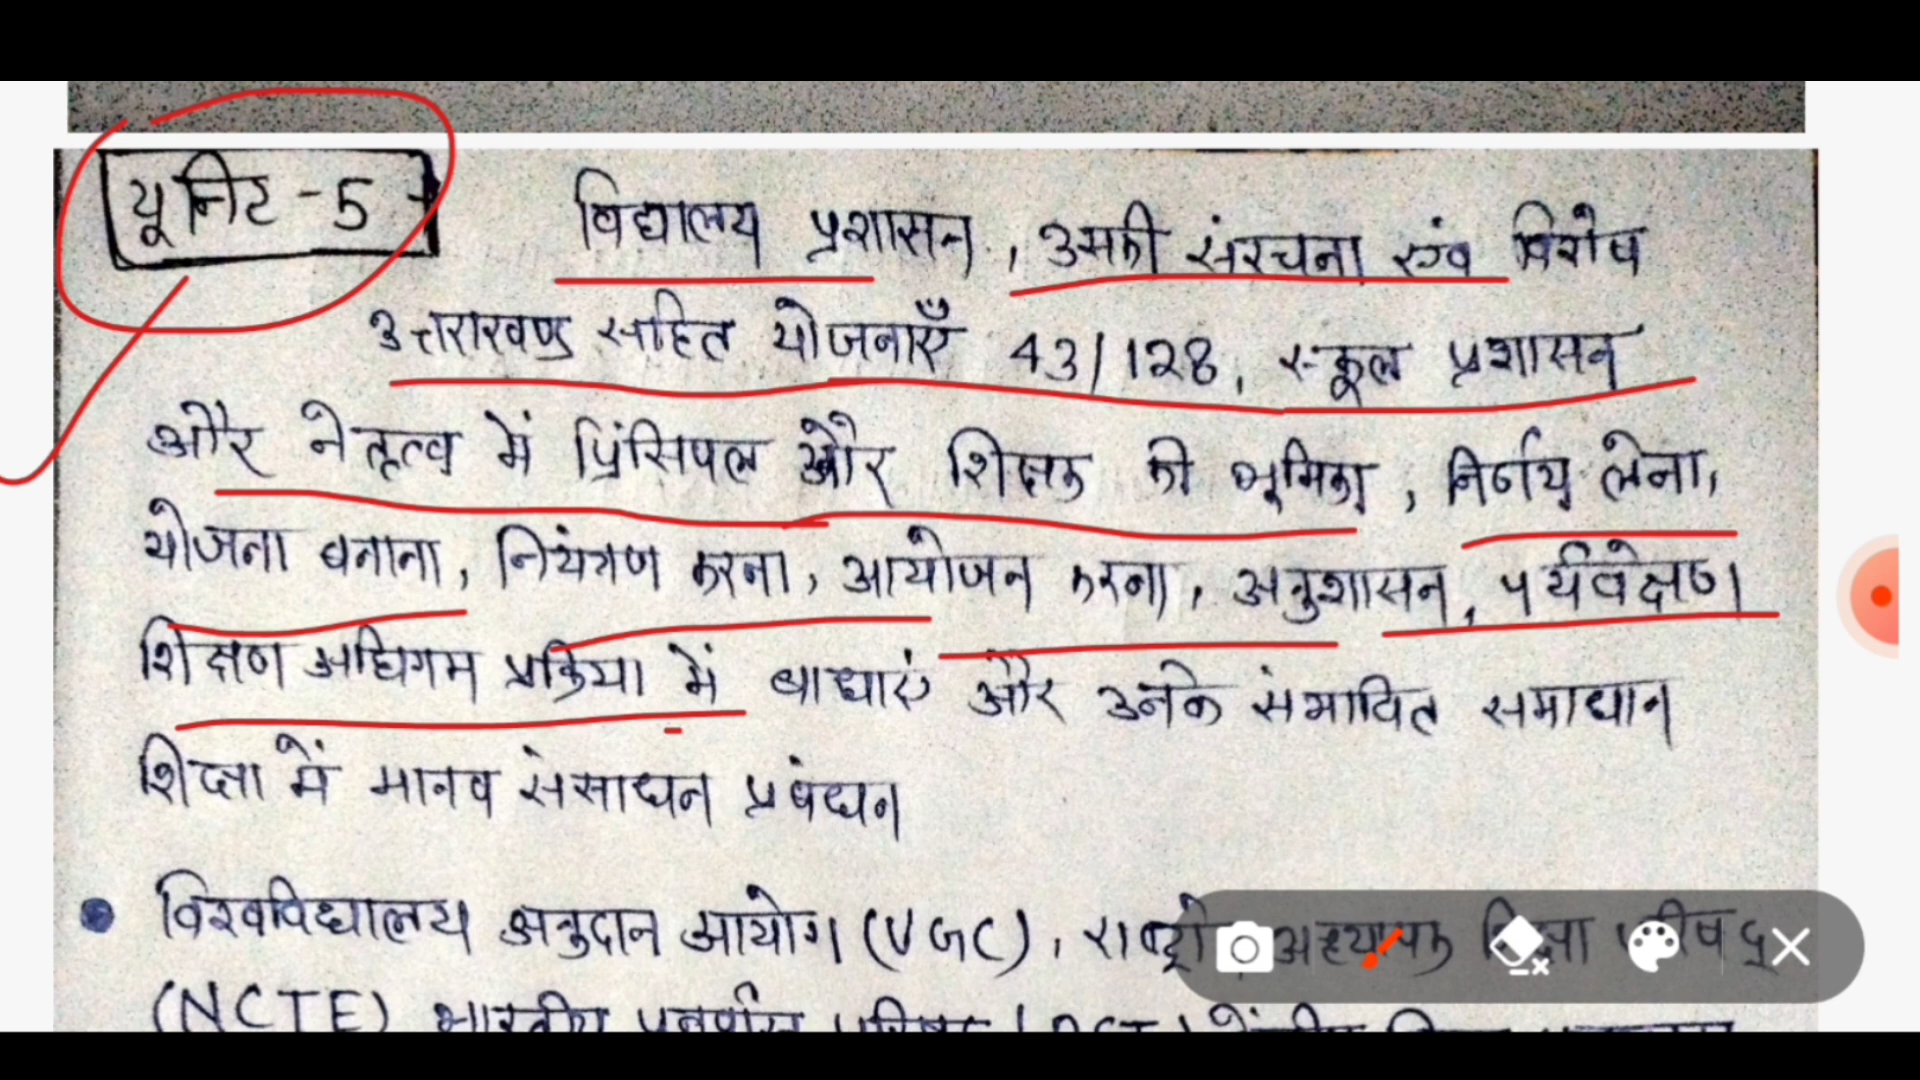 यूनिट - 5 विद्यालय प्रशासन, उसकी संरचना एंव विशेष
उत्तराखण्ड सहित योजनाएँ 43/128, स्कूल प्रशासन
और नेतृत्व में प्रिंसिपल और शिक्षक की भूमिका, निर्णय लेना,
योजना बनाना, नियंत्रण करना, आयोजन करना, अनुशासन, पर्यवेक्षण
शिक्षण अधिगम प्रक्रिया में बाधाएं और उनके संभावित समाधान
शिक्षा में मानव संसाधन प्रबंधन
• विश्वविद्यालय अनुदान आयोग (UGC),
(NCTE)